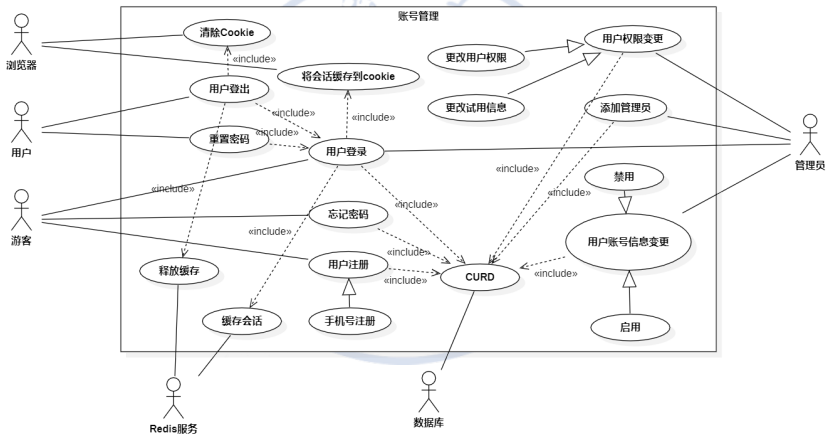 账号管理
清除Cookie
用户权限变更
«include»
更改用户权限
浏览器
将会话缓存到cookie
用户登出
更改试用信息
添加管理员
«include»
用户
重置密码
«include»
«include»
用户登录
管理员
«include»
禁用
«include»
«include»
«include»
忘记密码
游客
«include»
用户账号信息变更
«include»
用户注册
释放缓存
«include»
CURD
«include»
缓存会话
手机号注册
启用
数据库
Redis服务